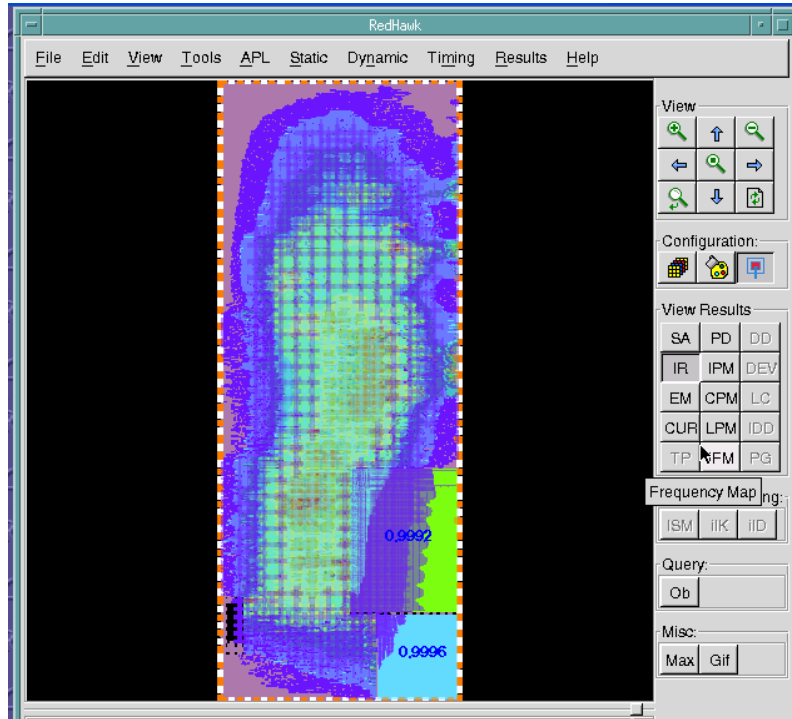 RedHawk
File Edit View Tools APL Static Dynamic Timing Results Help
View
Configuration:
View Results
SA PD DD
IR IPM DEV
EM CPM LC
CUR LPM IDD
TP FM PG
Frequency Map ng:
ISM iIK iID
0,9992
Query:
Ob
Misc:
0,9996
Max Gif